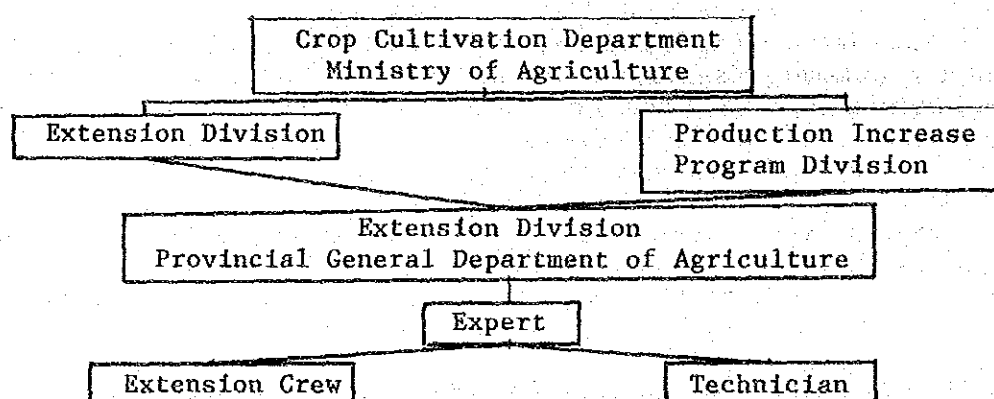 Crop Cultivation Department
Ministry of Agriculture
Extension Division
Production Increase
Program Division
Extension Division
Provincial General Department of Agriculture
Expert
Extension Crew
Technician